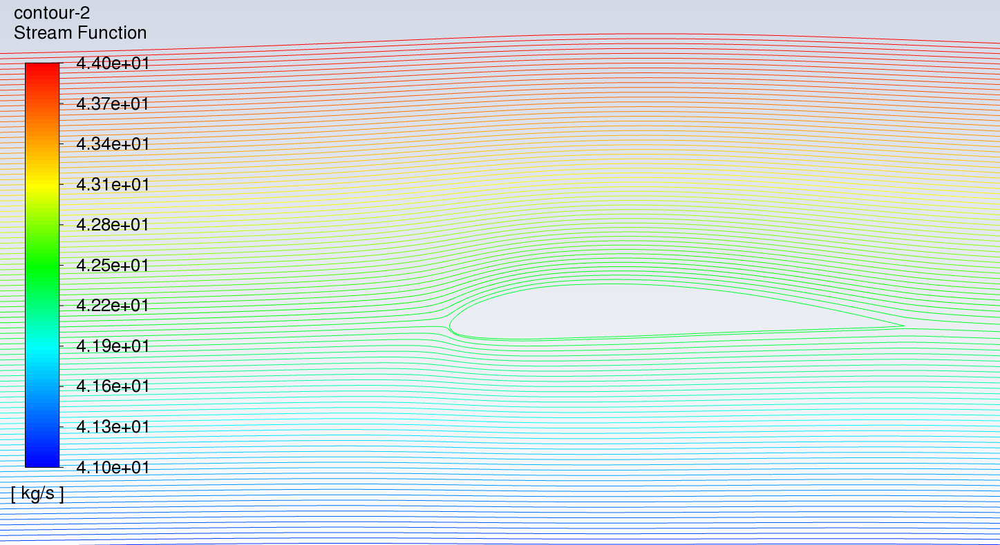 contour-2
Stream Function
4.40e+01
4.37e+01
4.34e+01
4.31e+01
4.28e+01
4.25e+01
4.22e+01
4.19e+01
4.16e+01
4.13e+01
4.10e+01
[ kg/s ]